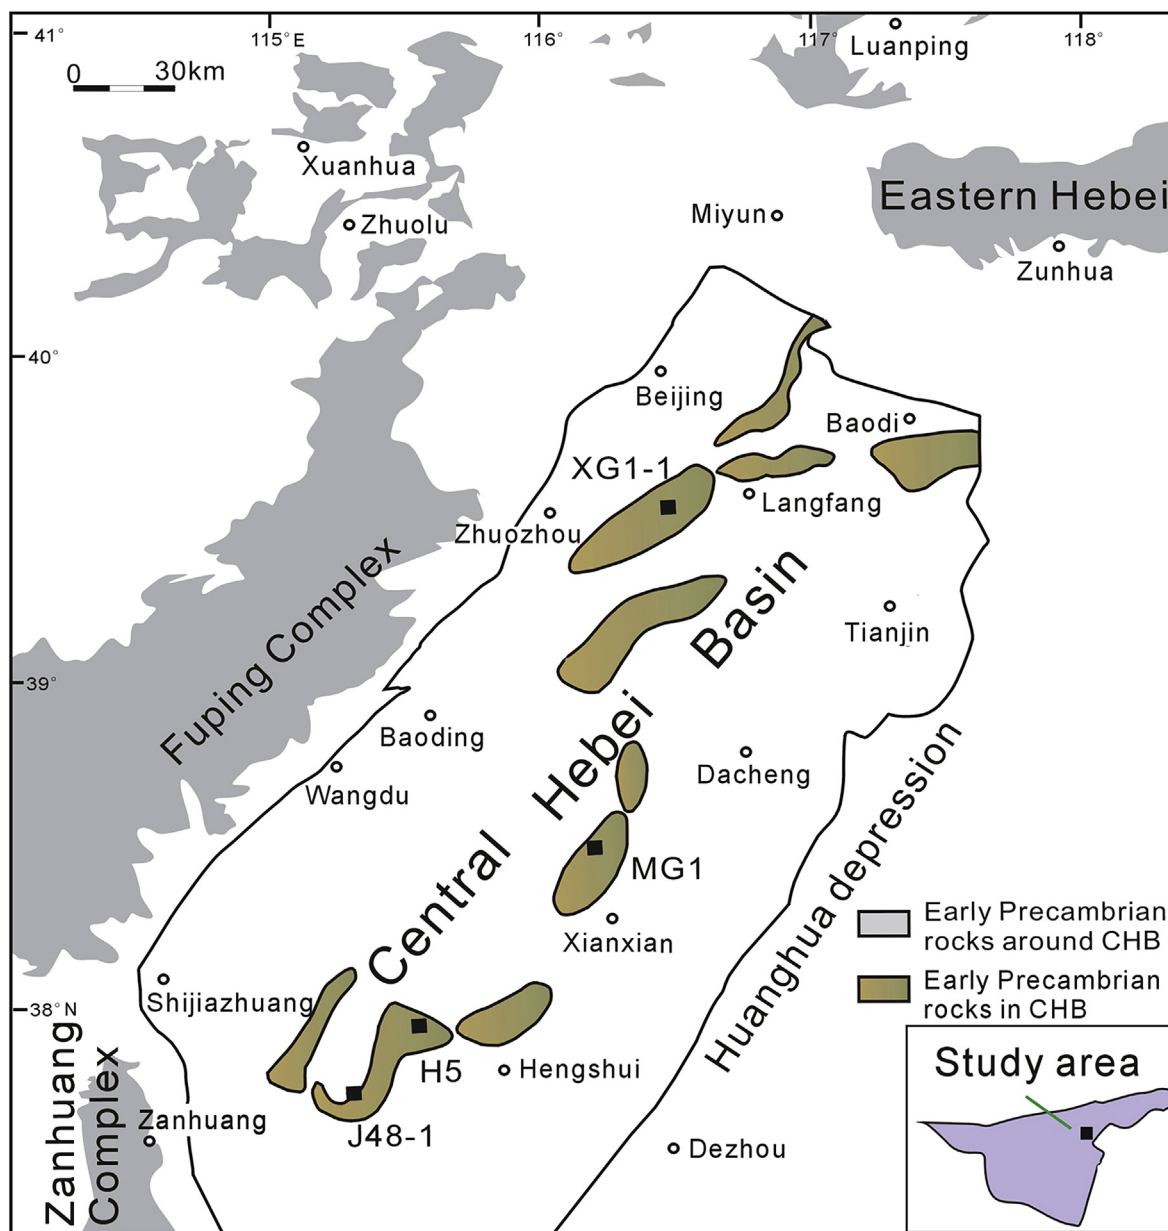 41°
115°E
116°
117°
118°
0
30km
Luanping
Xuanhua
Eastern Hebei
Miyun
Zhuolu
Zunhua
40°
Beijing
Baodi
XG1-1
Langfang
Zhuozhou
Fuping Complex
Central Hebei Basin
Tianjin
39°
Baoding
Wangdu
Dacheng
MG1
Huanghua depression
Early Precambrian
rocks around CHB
Xianxian
Early Precambrian
rocks in CHB
Shijiazhuang
38°N
Zanhuang
Complex
H5
Hengshui
Zanhuang
J48-1
Dezhou
Study area